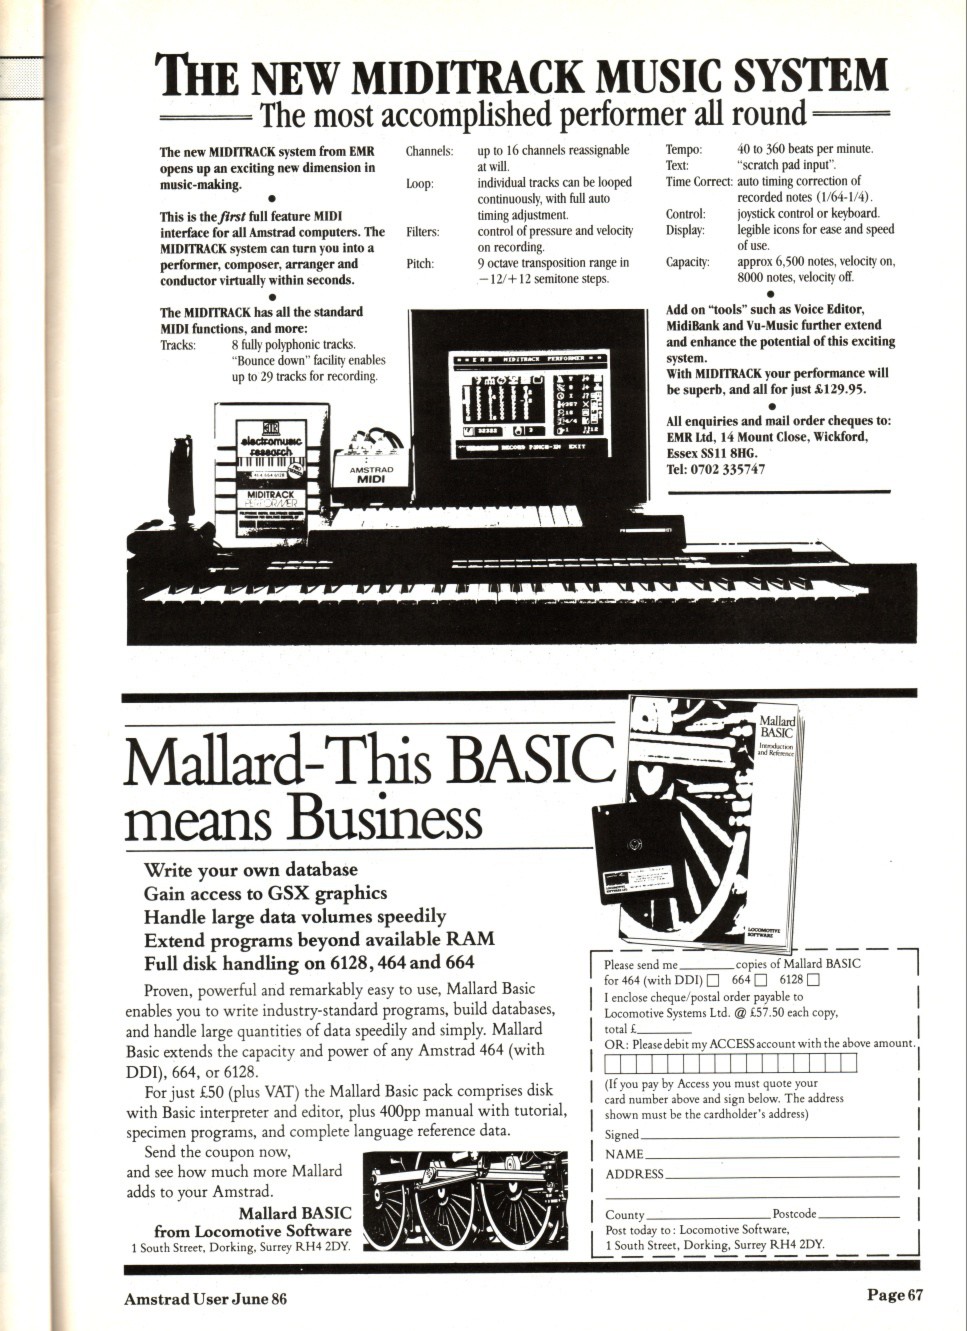 THE NEW MIDITRACK MUSIC SYSTEM
The most accomplished performer all round
The new MIDITRACK system from EMR
opens up an exciting new dimension in
music-making.
•
This is the first full feature MIDI
interface for all Amstrad computers. The
MIDITRACK system can turn you into a
performer, composer, arranger and
conductor virtually within seconds.
•
The MIDITRACK has all the standard
MIDI functions, and more:
Tracks: 8 fully polyphonic tracks.
“Bounce down” facility enables
up to 29 tracks for recording.
Channels: up to 16 channels reassignable
at will.
Loop: individual tracks can be looped
continuously, with full auto
timing adjustment.
Filters: control of pressure and velocity
on recording.
Pitch: 9 octave transposition range in
−12/+12 semitone steps.
Tempo: 40 to 360 beats per minute.
Text: “scratch pad input”.
Time Correct: auto timing correction of
recorded notes (1/64-1/4).
Control: joystick control or keyboard.
Display: legible icons for ease and speed
of use.
Capacity: approx 6,500 notes, velocity on,
8000 notes, velocity off.
•
Add on “tools” such as Voice Editor,
MidiBank and Vu-Music further extend
and enhance the potential of this exciting
system.
With MIDITRACK your performance will
be superb, and all for just £129.95.
•
All enquiries and mail order cheques to:
EMR Ltd, 14 Mount Close, Wickford,
Essex SS11 8HG.
Tel: 0702 335747
EMR MIDITRACK PERFORMER
RECORD PUNCH-IN EXIT
electromusic
research
MIDITRACK
PERFORMER
AMSTRAD
MIDI
Mallard-This BASIC
means Business
Mallard
BASIC
Introduction
and Reference
LOCOMOTIVE
SOFTWARE
Write your own database
Gain access to GSX graphics
Handle large data volumes speedily
Extend programs beyond available RAM
Full disk handling on 6128, 464 and 664
Proven, powerful and remarkably easy to use, Mallard Basic
enables you to write industry-standard programs, build databases,
and handle large quantities of data speedily and simply. Mallard
Basic extends the capacity and power of any Amstrad 464 (with
DDI), 664, or 6128.
For just £50 (plus VAT) the Mallard Basic pack comprises disk
with Basic interpreter and editor, plus 400pp manual with tutorial,
specimen programs, and complete language reference data.
Send the coupon now,
and see how much more Mallard
adds to your Amstrad.
Mallard BASIC
from Locomotive Software
1 South Street, Dorking, Surrey RH4 2DY.
Please send me ________ copies of Mallard BASIC
for 464 (with DDI) □ 664 □ 6128 □
I enclose cheque/postal order payable to
Locomotive Systems Ltd. @ £57.50 each copy,
total £________
OR: Please debit my ACCESS account with the above amount.
(If you pay by Access you must quote your
card number above and sign below. The address
shown must be the cardholder's address)
Signed
NAME
ADDRESS
County ________ Postcode ________
Post today to: Locomotive Software,
1 South Street, Dorking, Surrey RH4 2DY.
Amstrad User June 86
Page 67